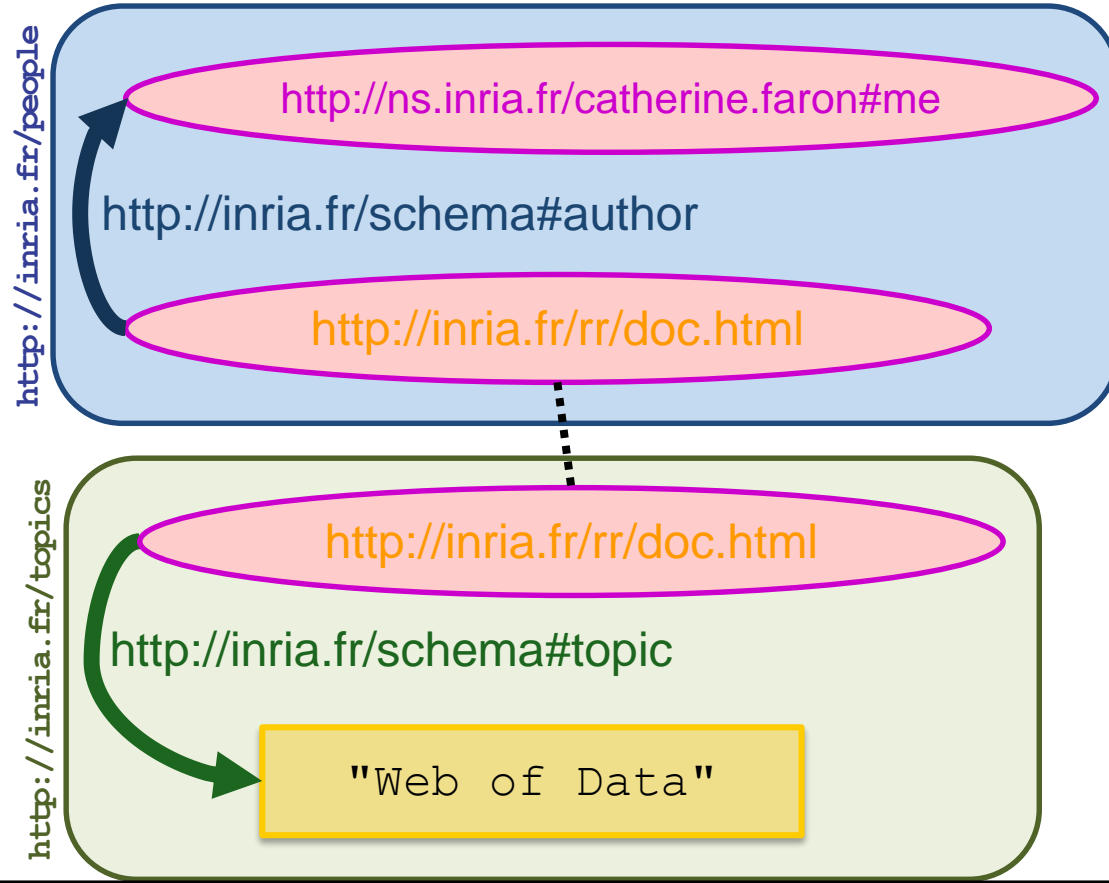 http://inria.fr/people
http://ns.inria.fr/catherine.faron#me
http://inria.fr/schema#author
http://inria.fr/rr/doc.html
http://inria.fr/topics
http://inria.fr/rr/doc.html
http://inria.fr/schema#topic
"Web of Data"